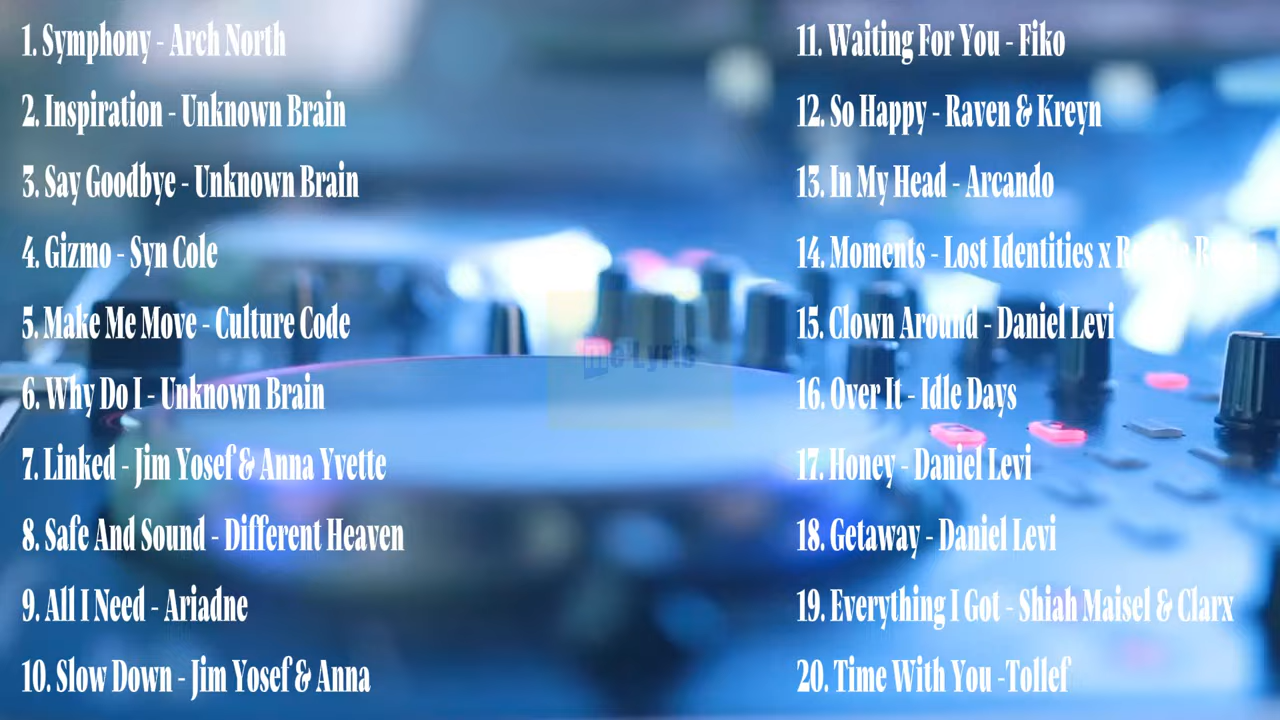 1. Symphony - Arch North
2. Inspiration - Unknown Brain
3. Say Goodbye - Unknown Brain
4. Gizmo - Syn Cole
5. Make Me Move - Culture Code
6. Why Do I - Unknown Brain
7. Linked - Jim Yosef & Anna Yvette
8. Safe And Sound - Different Heaven
9. All I Need - Ariadne
10. Slow Down - Jim Yosef & Anna
me Lyris
11. Waiting For You - Fiko
12. So Happy - Raven & Kreyn
13. In My Head - Arcando
14. Moments - Lost Identities x
15. Clown Around - Daniel Levi
16. Over It - Idle Days
17. Honey - Daniel Levi
18. Getaway - Daniel Levi
19. Everything I Got - Shiah Maisel & Clarx
20. Time With You -Tollef